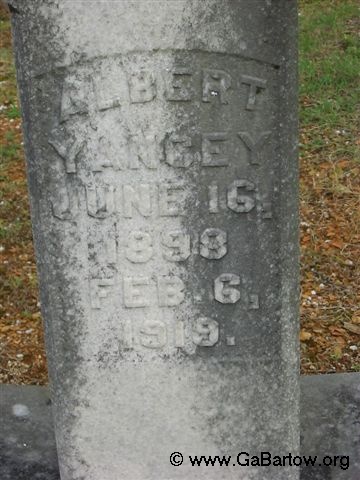 ALBERT
YANCEY
JUNE 16,
1898
FEB. 6,
1919.
© www.GaBartow.org